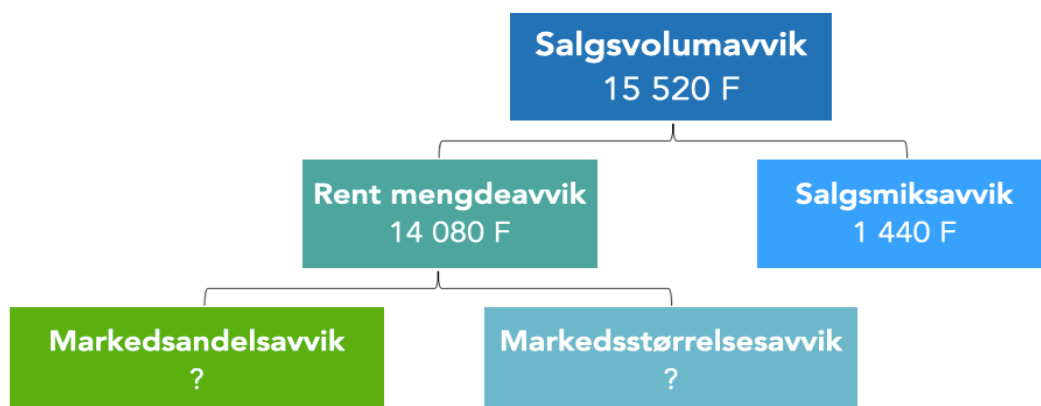 Salgsvolumavvik
15 520 F
Rent mengdeavvik
14 080 F
Salgsmiksavvik
1 440 F
Markedsandelsavvik
?
Markedsstørrelsesavvik
?